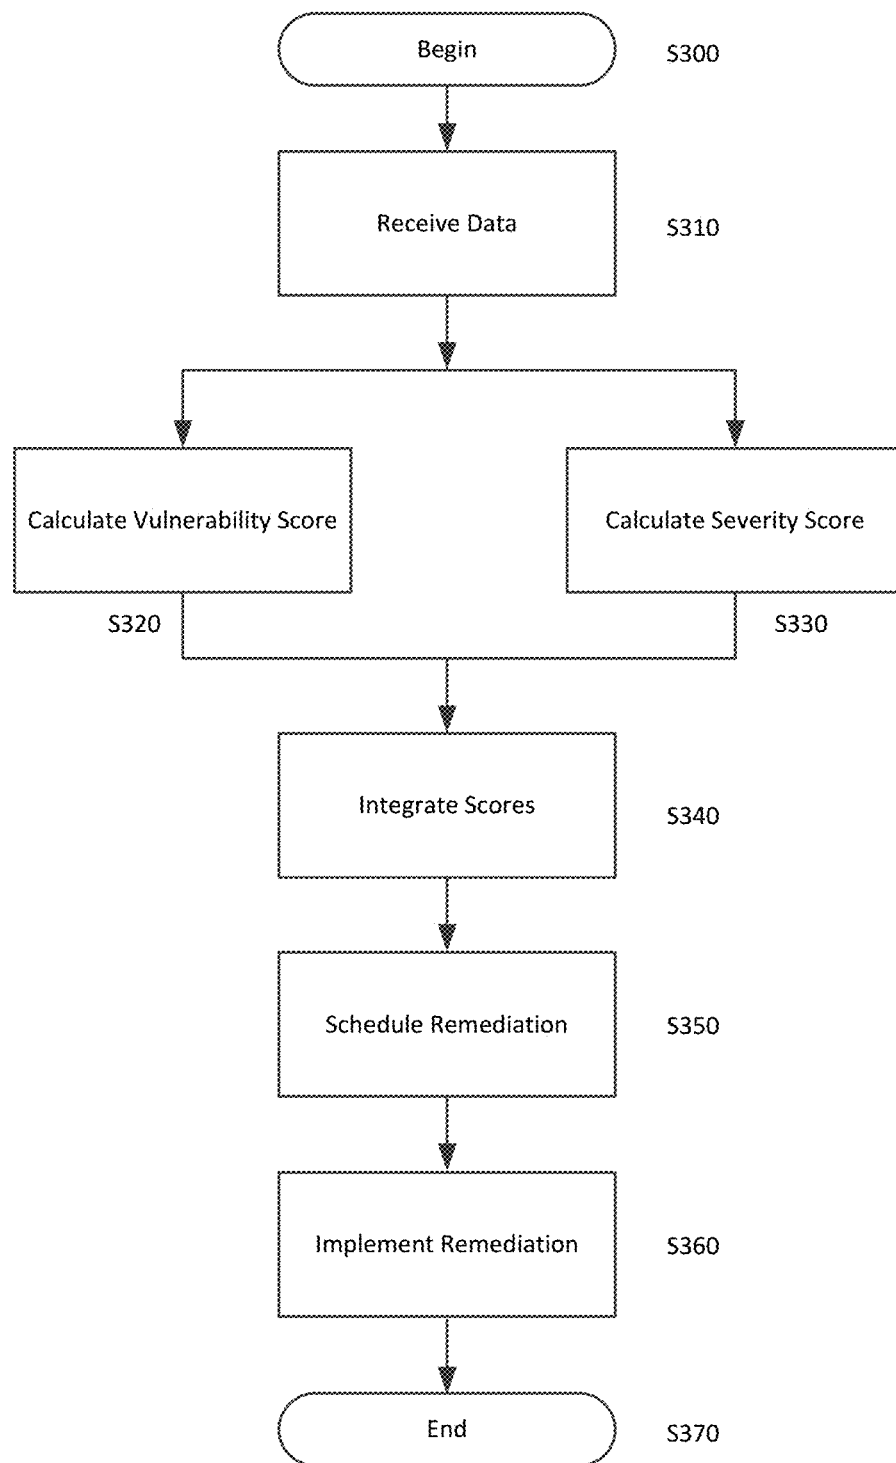 Begin
S300
Receive Data
S310
Calculate Vulnerability Score
Calculate Severity Score
S320
S330
Integrate Scores
S340
Schedule Remediation
S350
Implement Remediation
S360
End
S370